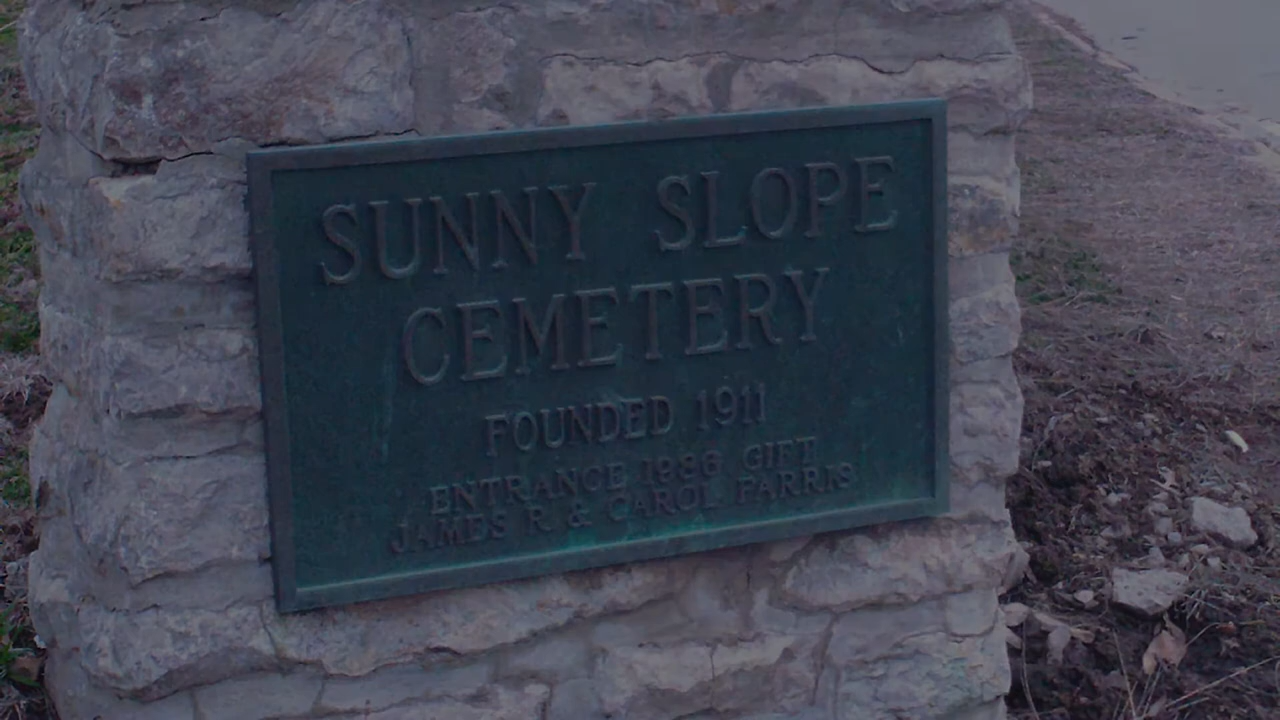 SUNNY SLOPE
CEMETERY
FOUNDED 1911
ENTRANCE 1986 GIFT
JAMES R. & CAROL FARRIS